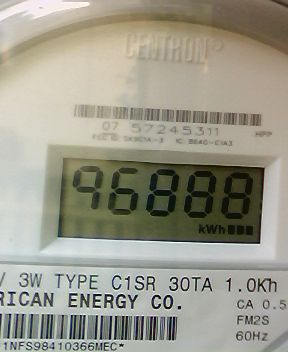 CENTRON®
07 57245311 HPP
96888
kWh
3W TYPE C1SR 30TA 1.0Kh
RICAN ENERGY CO. CA 0.5
FM2S
60Hz
1NFS98410366MEC*